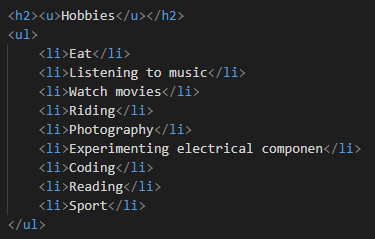 <h2><u>Hobbies</u></h2>
<ul>
<li>Eat</li>
<li>Listening to music</li>
<li>Watch movies</li>
<li>Riding</li>
<li>Photography</li>
<li>Experimenting electrical componen</li>
<li>Coding</li>
<li>Reading</li>
<li>Sport</li>
</ul>